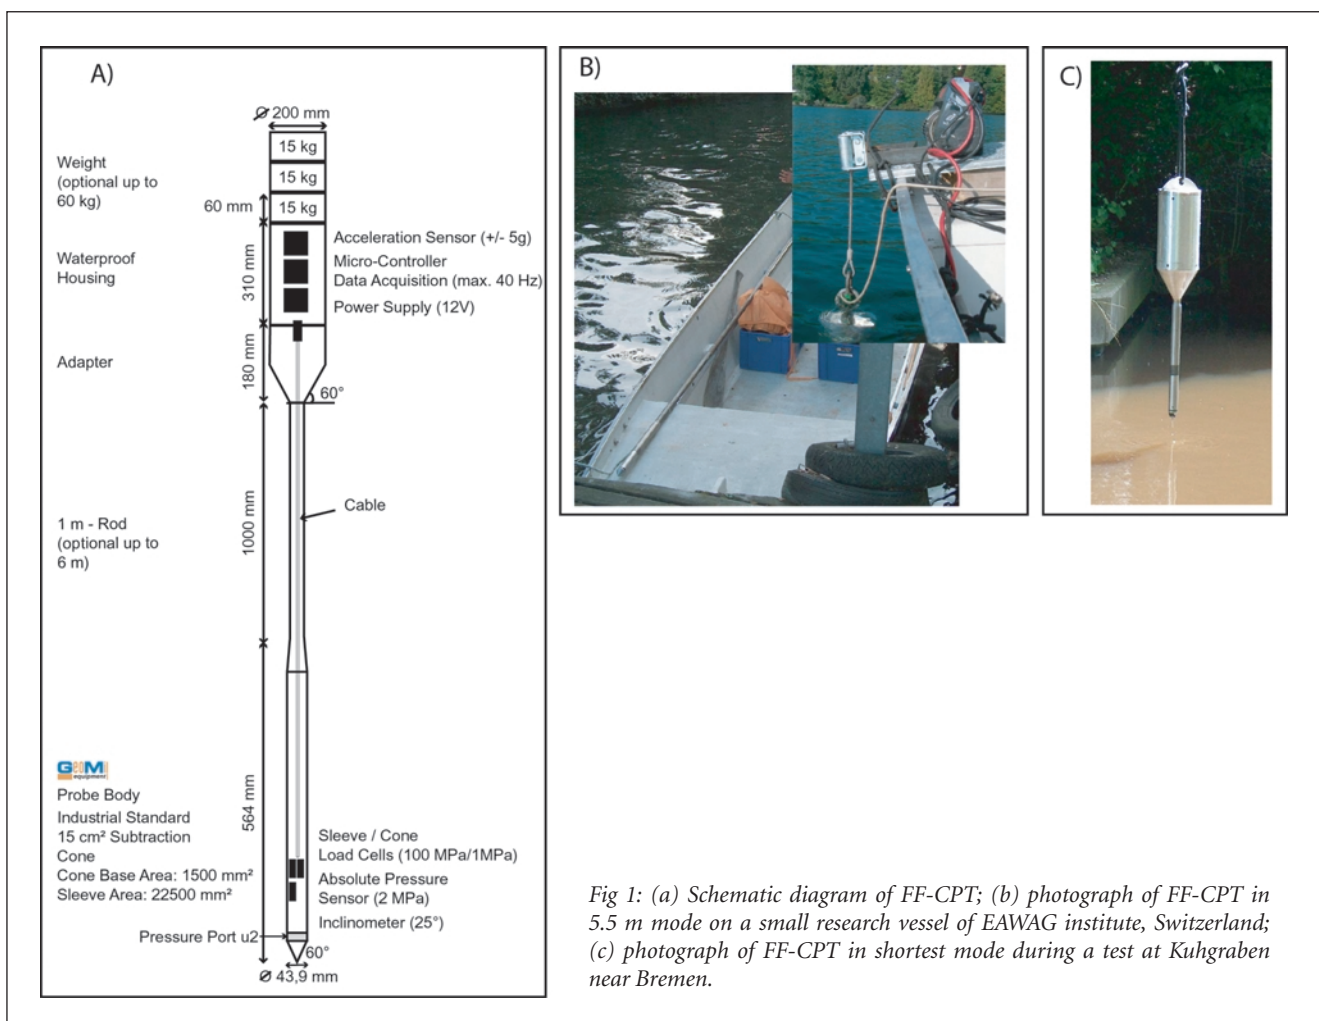 A)
⌀ 200 mm
15 kg
15 kg
15 kg
Weight
(optional up to
60 kg)
60 mm
Waterproof
Housing
310 mm
Acceleration Sensor (+/- 5g)
Micro-Controller
Data Acquisition (max. 40 Hz)
Power Supply (12V)
Adapter
180 mm
60°
Cable
1000 mm
1 m - Rod
(optional up to
6 m)
564 mm
GeoMil
equipment
Probe Body
Industrial Standard
15 cm² Subtraction
Cone
Cone Base Area: 1500 mm²
Sleeve Area: 22500 mm²
Sleeve / Cone
Load Cells (100 MPa/1MPa)
Absolute Pressure
Sensor (2 MPa)
Inclinometer (25°)
Pressure Port u2
60°
⌀ 43,9 mm
B)
C)
Fig 1: (a) Schematic diagram of FF-CPT; (b) photograph of FF-CPT in
5.5 m mode on a small research vessel of EAWAG institute, Switzerland;
(c) photograph of FF-CPT in shortest mode during a test at Kuhgraben
near Bremen.